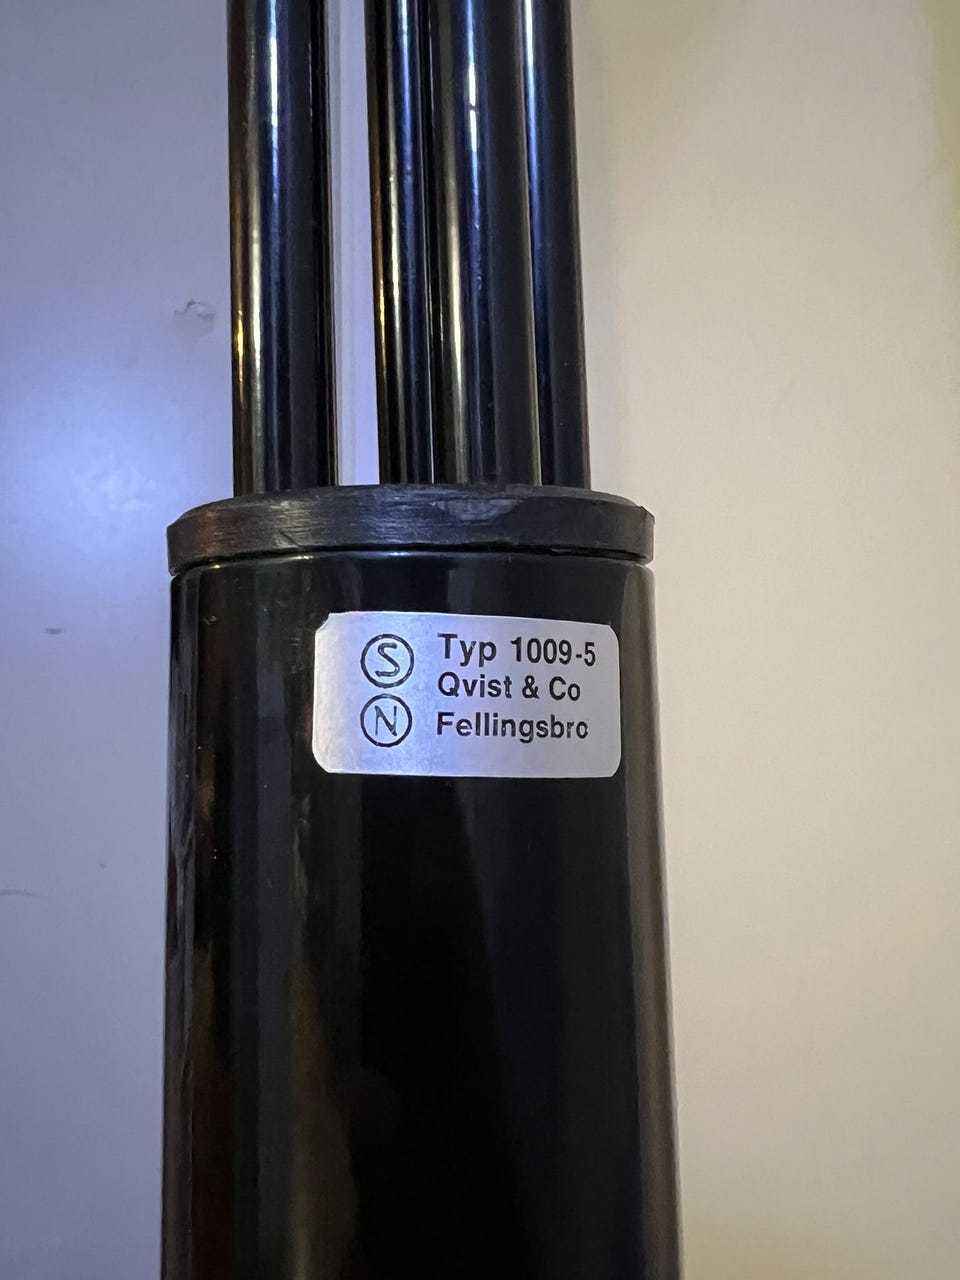 S
Typ 1009-5
Qvist & Co
N
Fellingsbro